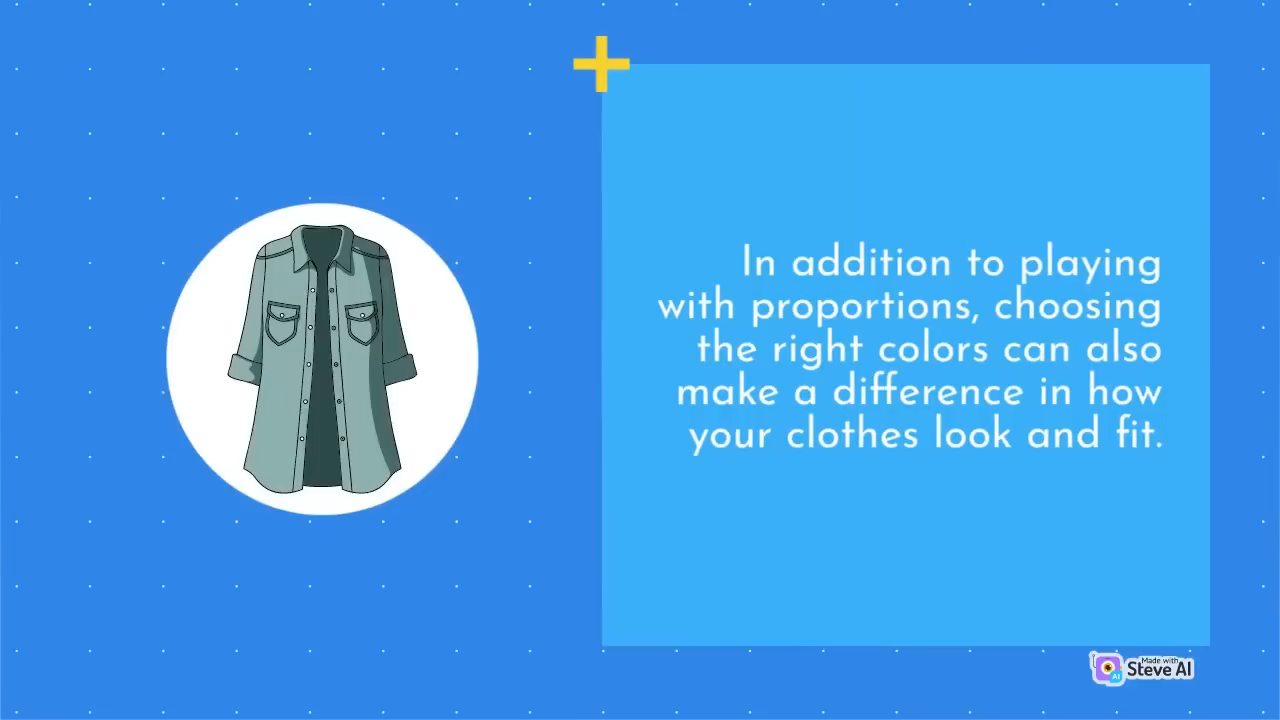 In addition to playing
with proportions, choosing
the right colors can also
make a difference in how
your clothes look and fit.
Made with
Steve AI
AI